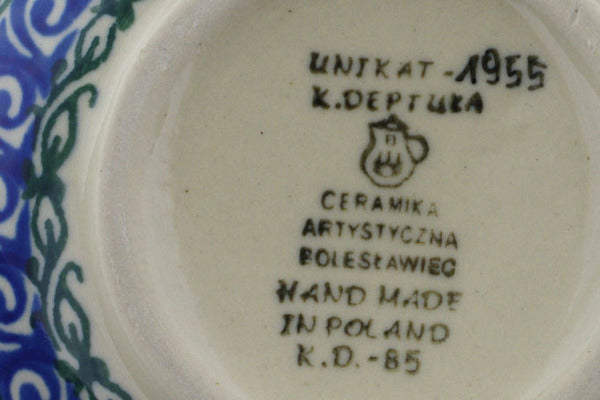 UNIKAT-1955
K.DEPTUŁA
CERAMIKA
ARTYSTYCZNA
BOLESŁAWIEC
HAND MADE
IN POLAND
K.D.-85